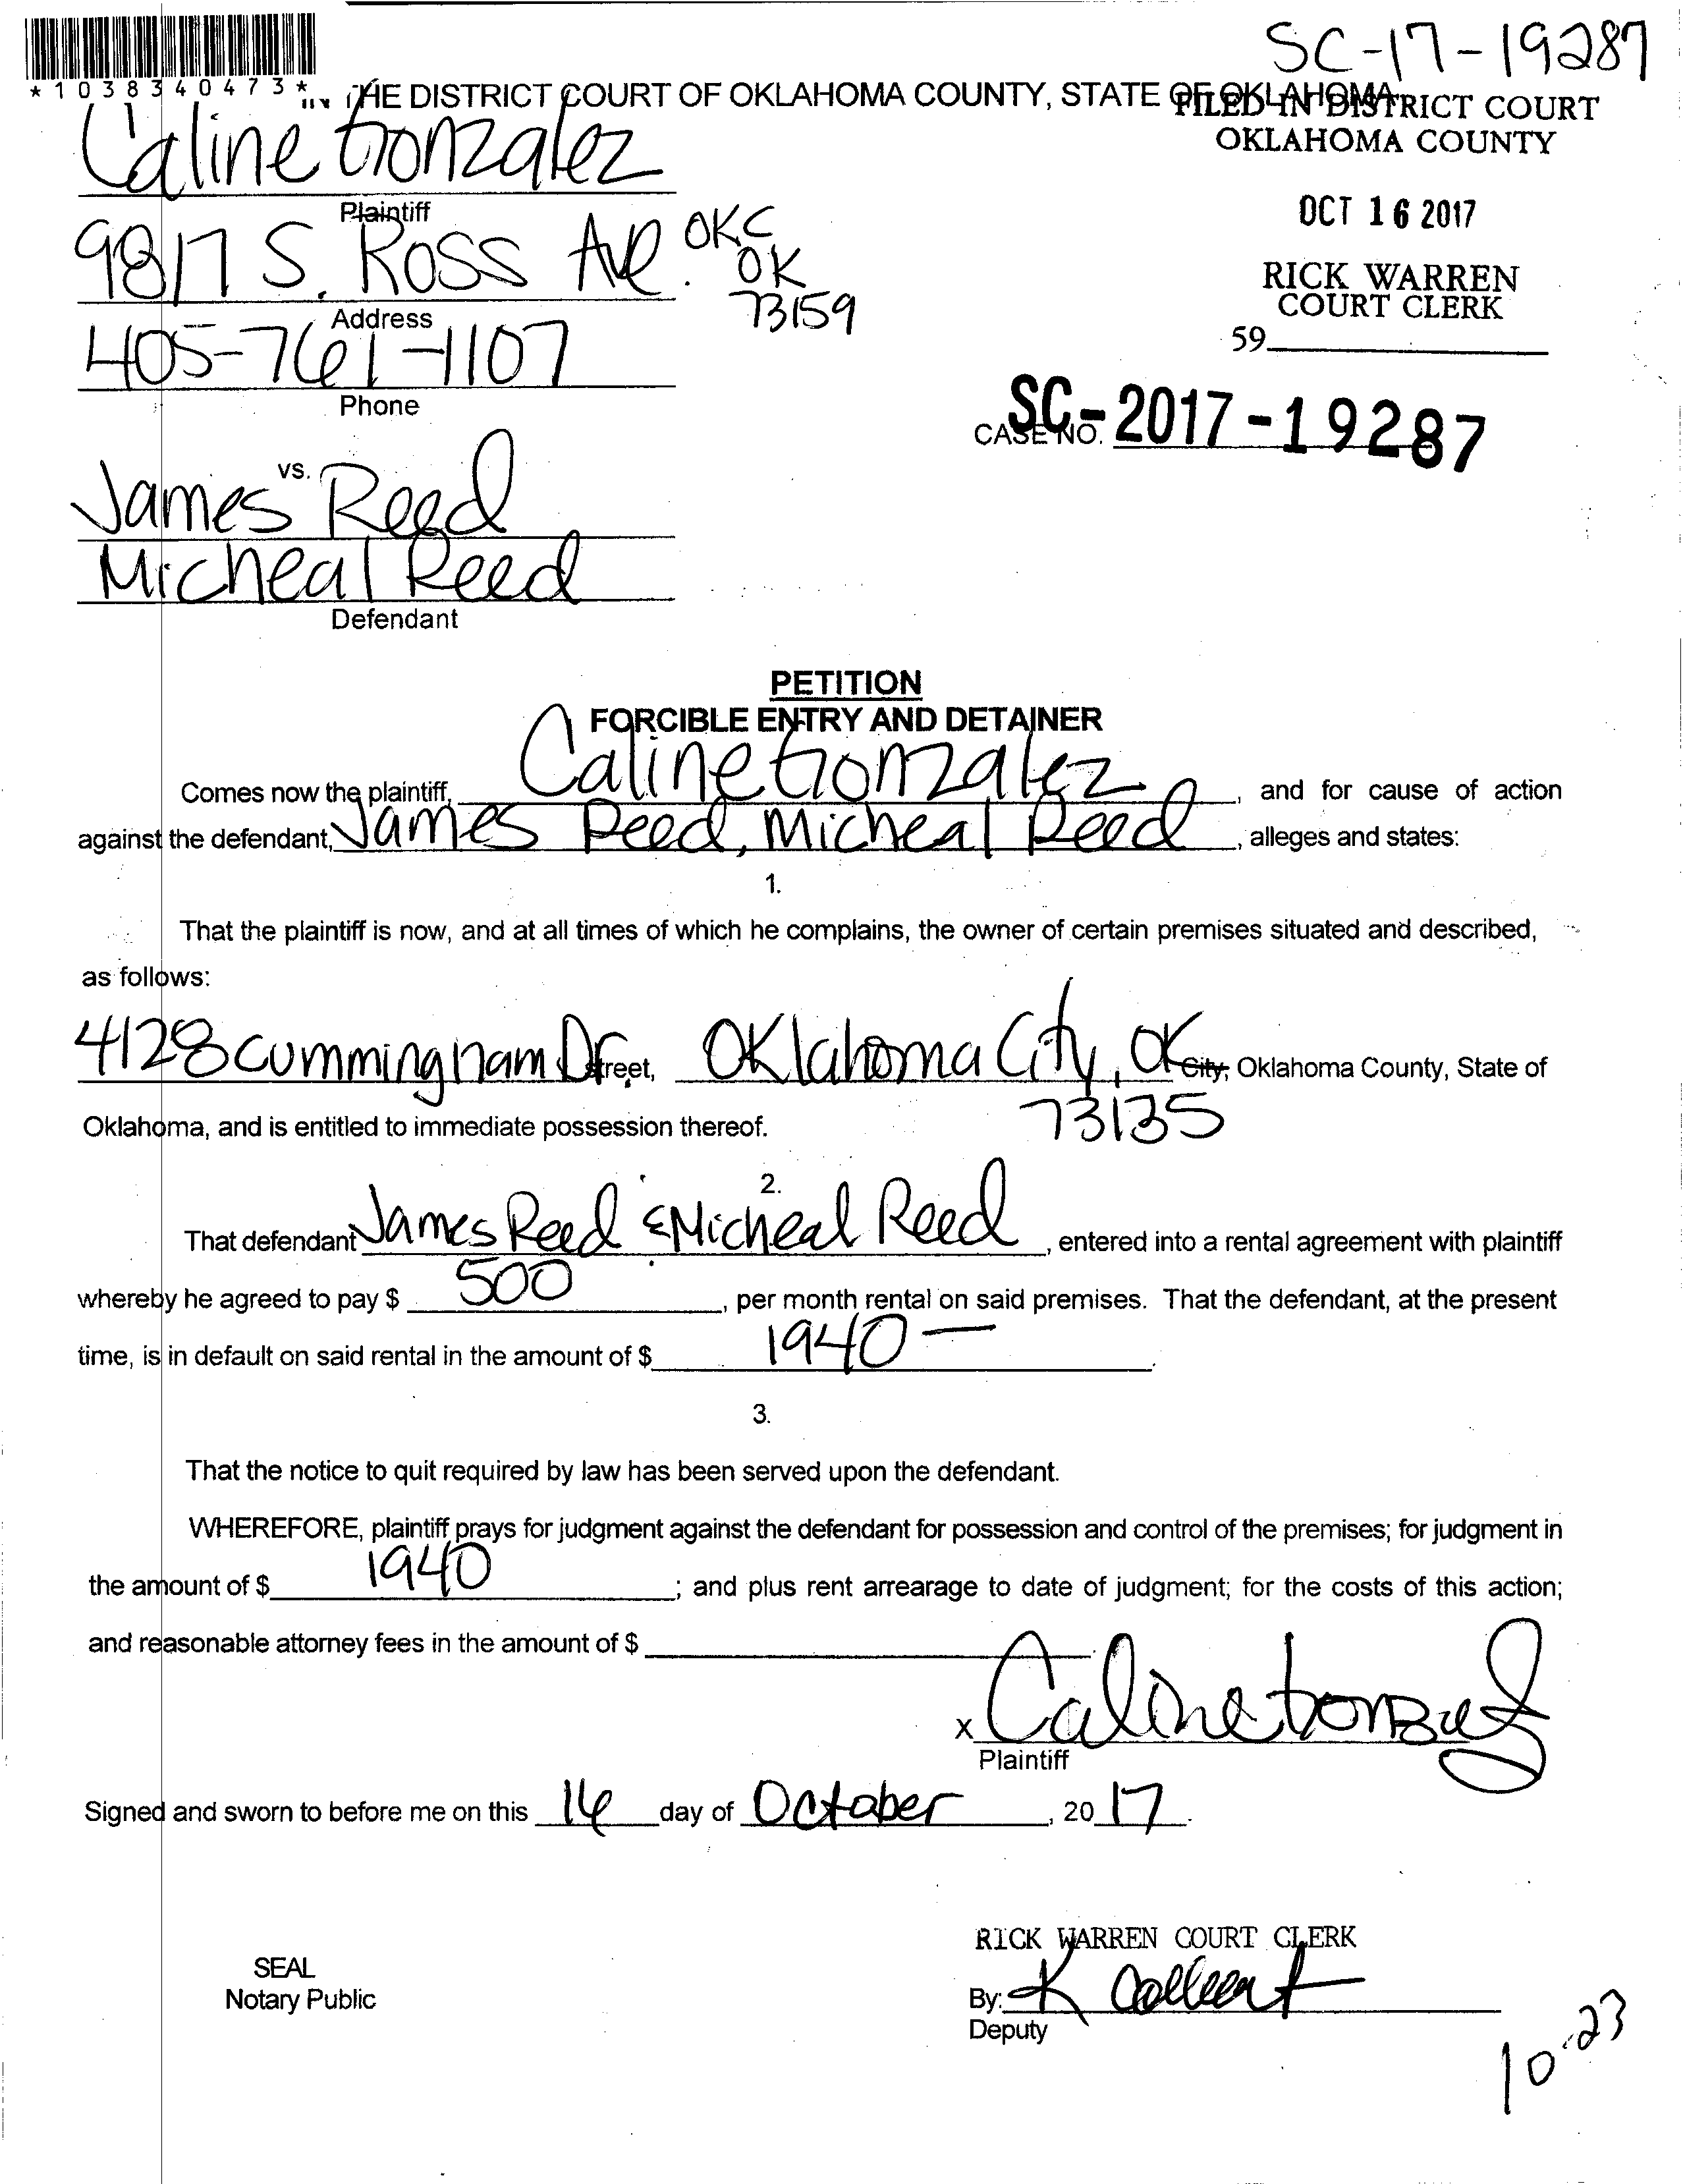 SC-17-19287
*1038340473*
IN THE DISTRICT COURT OF OKLAHOMA COUNTY, STATE OF OKLAHOMA
FILED IN DISTRICT COURT
OKLAHOMA COUNTY
Caline Gonzalez
Plaintiff
OCT 16 2017
9817 S. Ross Ave. OKC
OK
73159
RICK WARREN
COURT CLERK
Address
59
405-761-1107
Phone
CASE NO. SC-2017-19287
vs.
James Reed
Micheal Reed
Defendant
PETITION
FORCIBLE ENTRY AND DETAINER
Comes now the plaintiff, Caline Gonzalez, and for cause of action
against the defendant, James Reed, Micheal Reed, alleges and states:
1.
That the plaintiff is now, and at all times of which he complains, the owner of certain premises situated and described,
as follows:
4128 Cummingham Dr Street, Oklahoma City, OK City, Oklahoma County, State of
73135
Oklahoma, and is entitled to immediate possession thereof.
2.
That defendant James Reed & Micheal Reed, entered into a rental agreement with plaintiff
whereby he agreed to pay $ 500, per month rental on said premises. That the defendant, at the present
time, is in default on said rental in the amount of $ 1940—.
3.
That the notice to quit required by law has been served upon the defendant.
WHEREFORE, plaintiff prays for judgment against the defendant for possession and control of the premises; for judgment in
the amount of $ 1940; and plus rent arrearage to date of judgment; for the costs of this action;
and reasonable attorney fees in the amount of $
X Caline Gonzalez
Plaintiff
Signed and sworn to before me on this 16 day of October, 2017.
RICK WARREN COURT CLERK
SEAL
Notary Public
By: K
Deputy
10-23